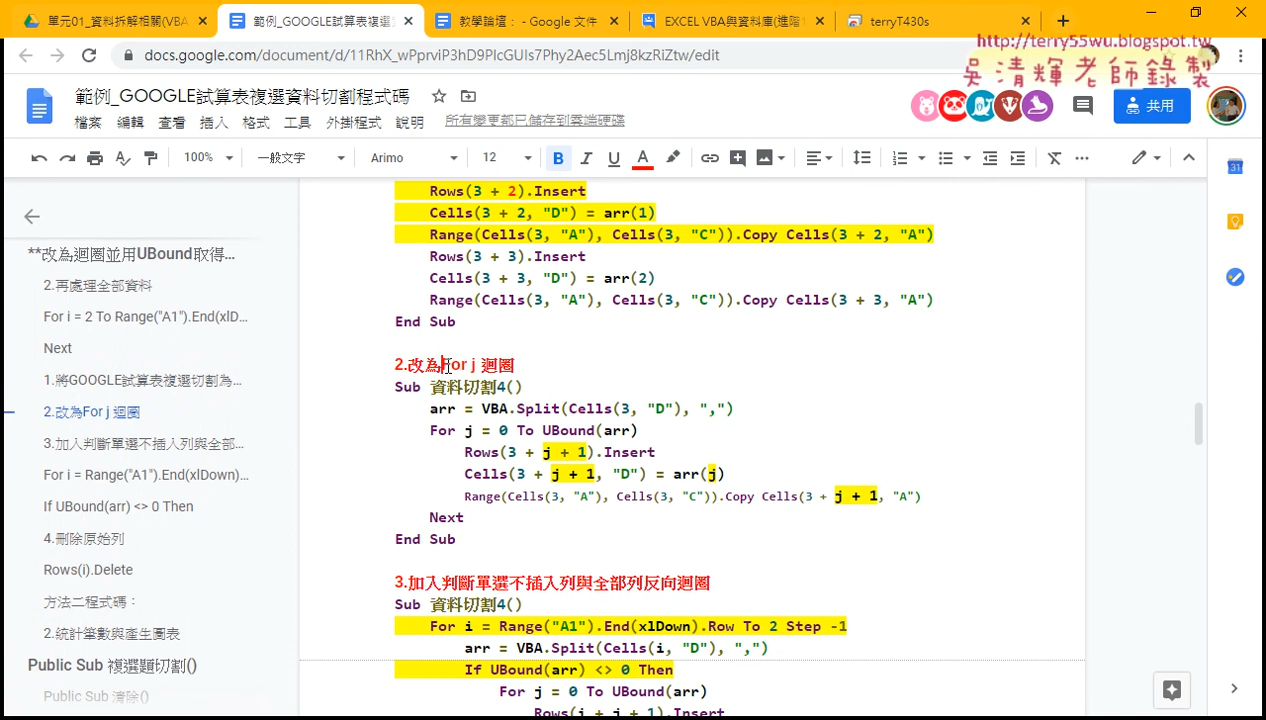 單元01_資料拆解相關(VBA
範例_GOOGLE試算表複選
教學論壇： - Google 文件
EXCEL VBA與資料庫(進階1
terryT430s
docs.google.com/document/d/11RhX_wPprviP3hD9PlcGUIs7Phy2Aec5Lmj8kzRiZtw/edit
http://terry55wu.blogspot.tw
吳清輝老師錄製
範例_GOOGLE試算表複選資料切割程式碼
檔案 編輯 查看 插入 格式 工具 外掛程式 說明 所有變更都已儲存到雲端硬碟
共用
100% 一般文字 Arimo 12 B I U A
31
**改為迴圈並用UBound取得...
2.再處理全部資料
For i = 2 To Range("A1").End(xlD...
Next
1.將GOOGLE試算表複選切割為...
2.改為For j 迴圈
3.加入判斷單選不插入列與全部...
For i = Range("A1").End(xlDown)...
If UBound(arr) <> 0 Then
4.刪除原始列
Rows(i).Delete
方法二程式碼：
2.統計筆數與產生圖表
Public Sub 複選題切割()
Public Sub 清除()
Rows(3 + 2).Insert
Cells(3 + 2, "D") = arr(1)
Range(Cells(3, "A"), Cells(3, "C")).Copy Cells(3 + 2, "A")
Rows(3 + 3).Insert
Cells(3 + 3, "D") = arr(2)
Range(Cells(3, "A"), Cells(3, "C")).Copy Cells(3 + 3, "A")
End Sub
2.改為For j 迴圈
Sub 資料切割4()
arr = VBA.Split(Cells(3, "D"), ",")
For j = 0 To UBound(arr)
Rows(3 + j + 1).Insert
Cells(3 + j + 1, "D") = arr(j)
Range(Cells(3, "A"), Cells(3, "C")).Copy Cells(3 + j + 1, "A")
Next
End Sub
3.加入判斷單選不插入列與全部列反向迴圈
Sub 資料切割4()
For i = Range("A1").End(xlDown).Row To 2 Step -1
arr = VBA.Split(Cells(i, "D"), ",")
If UBound(arr) <> 0 Then
For j = 0 To UBound(arr)
Rows(i + j + 1).Insert